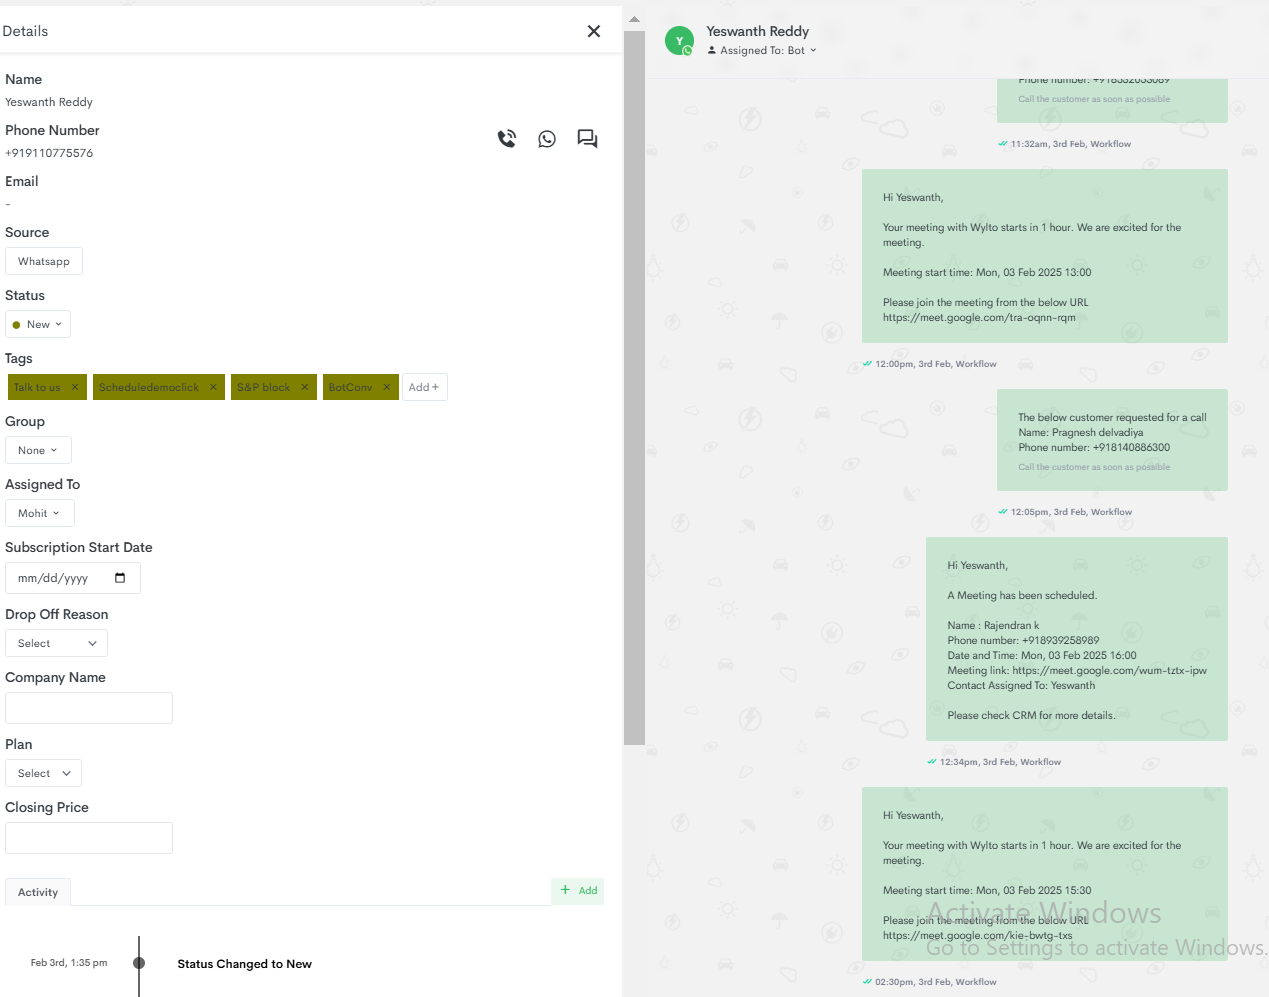 Details
Name
Yeswanth Reddy
Phone Number
+919110775576
Email
-
Source
Whatsapp
Status
New
Tags
Talk to us × Scheduledemoclick × S&P block × BotConv × Add +
Group
None
Assigned To
Mohit
Subscription Start Date
mm/dd/yyyy
Drop Off Reason
Select
Company Name
Plan
Select
Closing Price
Activity
+ Add
Feb 3rd, 1:35 pm
Status Changed to New
Y
Yeswanth Reddy
Assigned To: Bot
Phone number: +918332033089
Call the customer as soon as possible
11:32am, 3rd Feb, Workflow
Hi Yeswanth,
Your meeting with Wylto starts in 1 hour. We are excited for the
meeting.
Meeting start time: Mon, 03 Feb 2025 13:00
Please join the meeting from the below URL
https://meet.google.com/tra-oqnn-rqm
12:00pm, 3rd Feb, Workflow
The below customer requested for a call
Name: Pragnesh delvadiya
Phone number: +918140886300
Call the customer as soon as possible
12:05pm, 3rd Feb, Workflow
Hi Yeswanth,
A Meeting has been scheduled.
Name : Rajendran k
Phone number: +918939258989
Date and Time: Mon, 03 Feb 2025 16:00
Meeting link: https://meet.google.com/wum-tztx-ipw
Contact Assigned To: Yeswanth
Please check CRM for more details.
12:34pm, 3rd Feb, Workflow
Hi Yeswanth,
Your meeting with Wylto starts in 1 hour. We are excited for the
meeting.
Meeting start time: Mon, 03 Feb 2025 15:30
Please join the meeting from the below URL
https://meet.google.com/kie-bwtg-txs
02:30pm, 3rd Feb, Workflow
Activate Windows
Go to Settings to activate Windows.